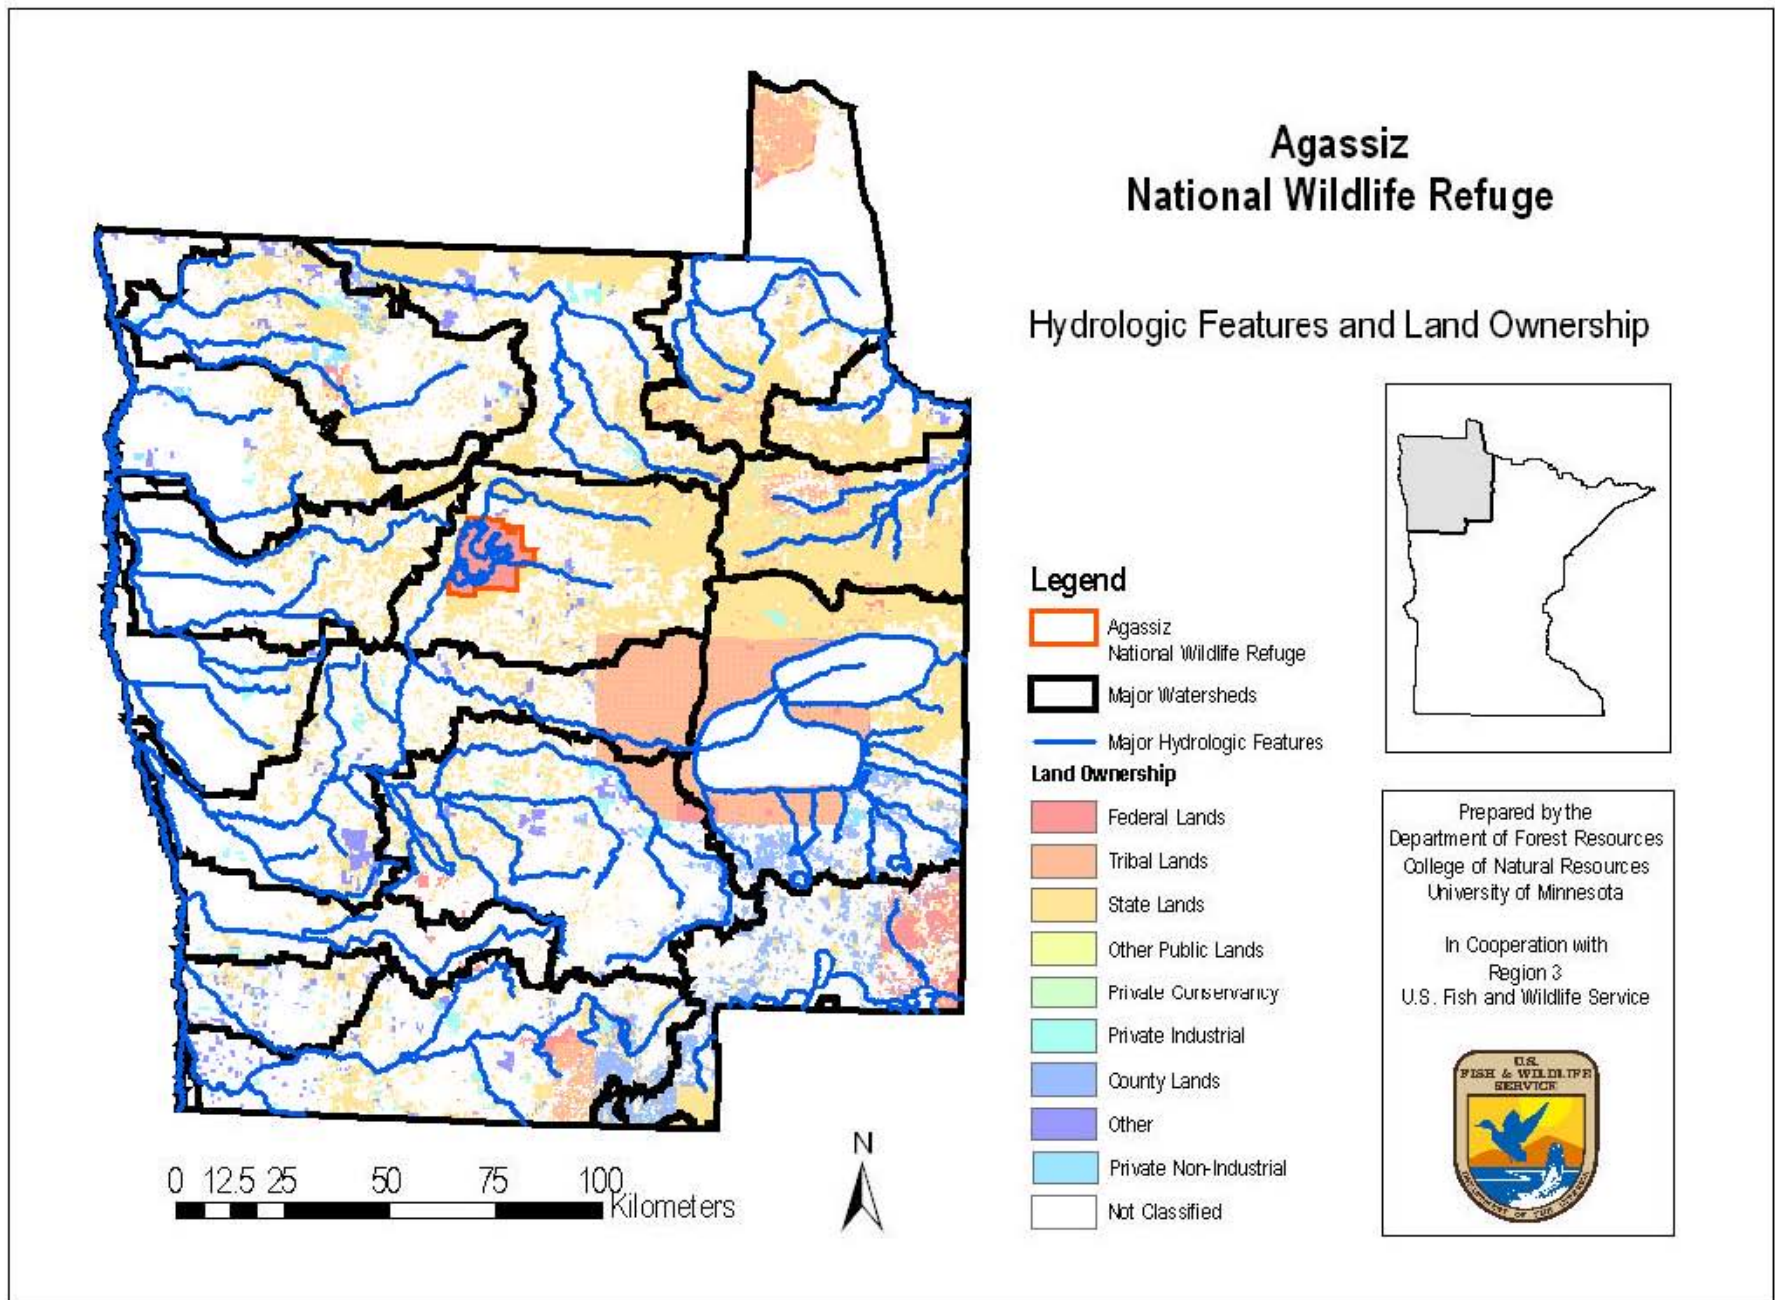 Agassiz
National Wildlife Refuge
Hydrologic Features and Land Ownership
Legend
Agassiz
National Wildlife Refuge
Major Watersheds
Major Hydrologic Features
Land Ownership
Federal Lands
Tribal Lands
State Lands
Other Public Lands
Private Conservancy
Private Industrial
County Lands
Other
Private Non-Industrial
Not Classified
Prepared by the
Department of Forest Resources
College of Natural Resources
University of Minnesota
In Cooperation with
Region 3
U.S. Fish and Wildlife Service
U.S.
FISH & WILDLIFE
SERVICE
DEPARTMENT OF THE INTERIOR
N
0 12.5 25 50 75 100
Kilometers